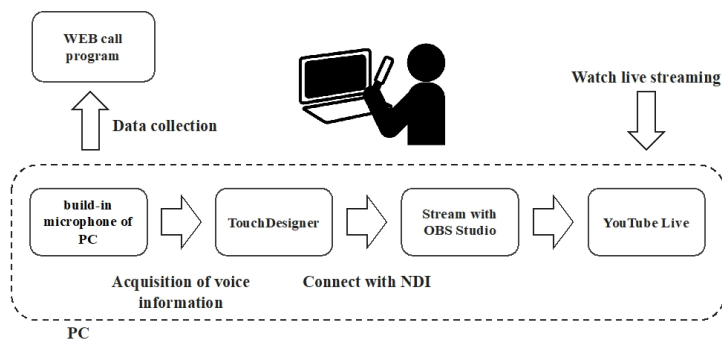 WEB call
program
Data collection
Watch live streaming
build-in
microphone of
PC
TouchDesigner
Stream with
OBS Studio
YouTube Live
Acquisition of voice
information
Connect with NDI
PC